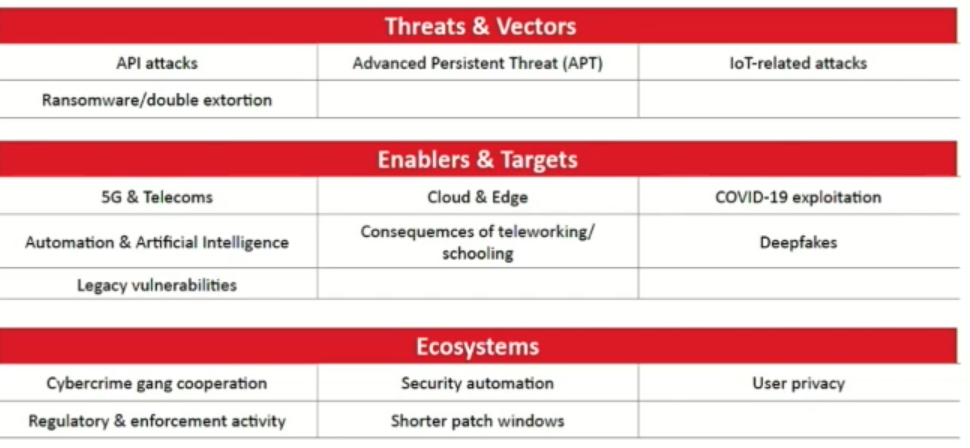 Threats & Vectors
API attacks
Advanced Persistent Threat (APT)
IoT-related attacks
Ransomware/double extortion
Enablers & Targets
5G & Telecoms
Cloud & Edge
COVID-19 exploitation
Automation & Artificial Intelligence
Consequemces of teleworking/
schooling
Deepfakes
Legacy vulnerabilities
Ecosystems
Cybercrime gang cooperation
Security automation
User privacy
Regulatory & enforcement activity
Shorter patch windows